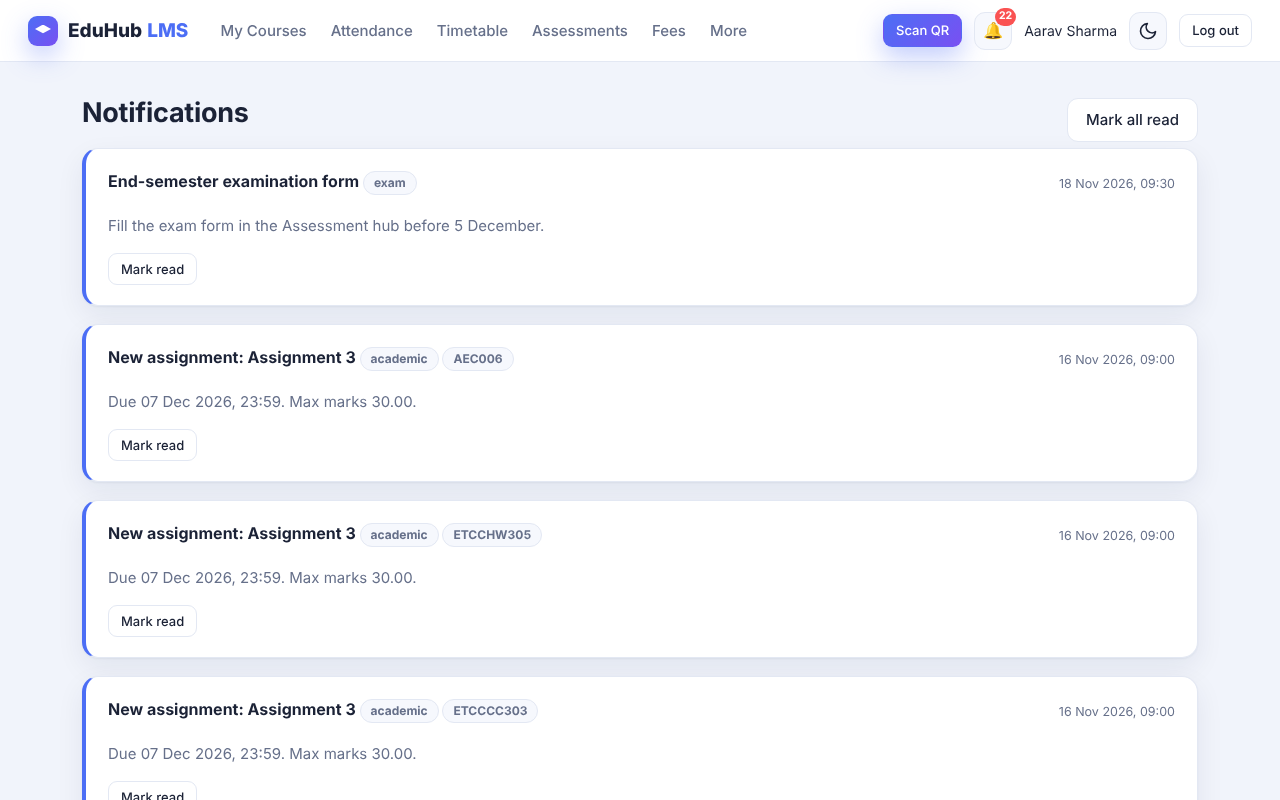 EduHub LMS My Courses Attendance Timetable Assessments Fees More Scan QR 🔔 22 Aarav Sharma Log out
Notifications Mark all read
End-semester examination form exam 18 Nov 2026, 09:30
Fill the exam form in the Assessment hub before 5 December.
Mark read
New assignment: Assignment 3 academic AEC006 16 Nov 2026, 09:00
Due 07 Dec 2026, 23:59. Max marks 30.00.
Mark read
New assignment: Assignment 3 academic ETCCHW305 16 Nov 2026, 09:00
Due 07 Dec 2026, 23:59. Max marks 30.00.
Mark read
New assignment: Assignment 3 academic ETCCCC303 16 Nov 2026, 09:00
Due 07 Dec 2026, 23:59. Max marks 30.00.
Mark read